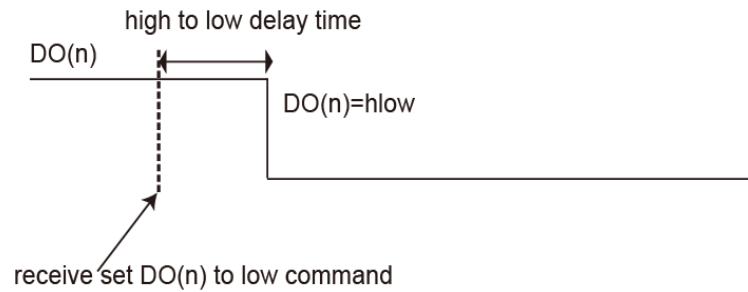 high to low delay time
DO(n)
DO(n)=hlow
receive set DO(n) to low command